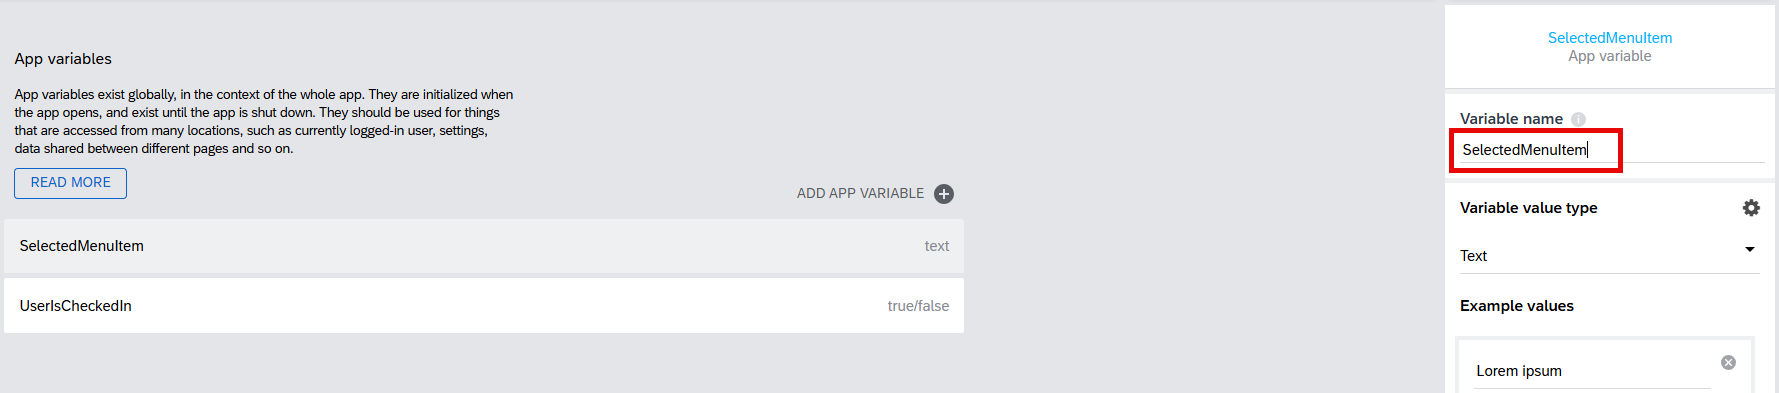 App variables
App variables exist globally, in the context of the whole app. They are initialized when
the app opens, and exist until the app is shut down. They should be used for things
that are accessed from many locations, such as currently logged-in user, settings,
data shared between different pages and so on.
READ MORE
ADD APP VARIABLE
SelectedMenuItem text
UserIsCheckedIn true/false
SelectedMenuItem
App variable
Variable name
SelectedMenuItem
Variable value type
Text
Example values
Lorem ipsum